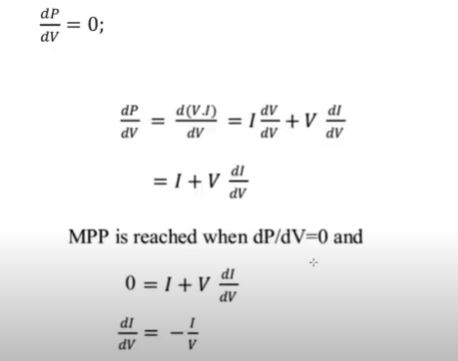 dP/dV = 0;
dP/dV = d(V.I)/dV = I dV/dV + V dI/dV
= I + V dI/dV
MPP is reached when dP/dV=0 and
0 = I + V dI/dV
dI/dV = - I/V